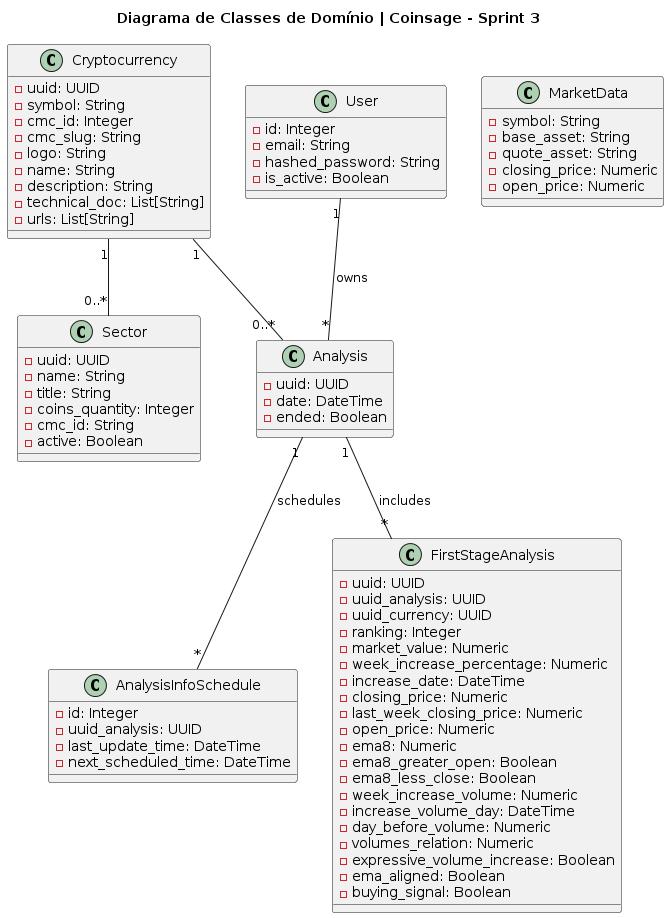 Diagrama de Classes de Domínio | Coinsage - Sprint 3
C Cryptocurrency
uuid: UUID
symbol: String
cmc_id: Integer
cmc_slug: String
logo: String
name: String
description: String
technical_doc: List[String]
urls: List[String]
C User
id: Integer
email: String
hashed_password: String
is_active: Boolean
C MarketData
symbol: String
base_asset: String
quote_asset: String
closing_price: Numeric
open_price: Numeric
1
0..*
1
0..*
1
owns
*
C Sector
uuid: UUID
name: String
title: String
coins_quantity: Integer
cmc_id: String
active: Boolean
C Analysis
uuid: UUID
date: DateTime
ended: Boolean
1
schedules
*
1
includes
*
C AnalysisInfoSchedule
id: Integer
uuid_analysis: UUID
last_update_time: DateTime
next_scheduled_time: DateTime
C FirstStageAnalysis
uuid: UUID
uuid_analysis: UUID
uuid_currency: UUID
ranking: Integer
market_value: Numeric
week_increase_percentage: Numeric
increase_date: DateTime
closing_price: Numeric
last_week_closing_price: Numeric
open_price: Numeric
ema8: Numeric
ema8_greater_open: Boolean
ema8_less_close: Boolean
week_increase_volume: Numeric
increase_volume_day: DateTime
day_before_volume: Numeric
volumes_relation: Numeric
expressive_volume_increase: Boolean
ema_aligned: Boolean
buying_signal: Boolean